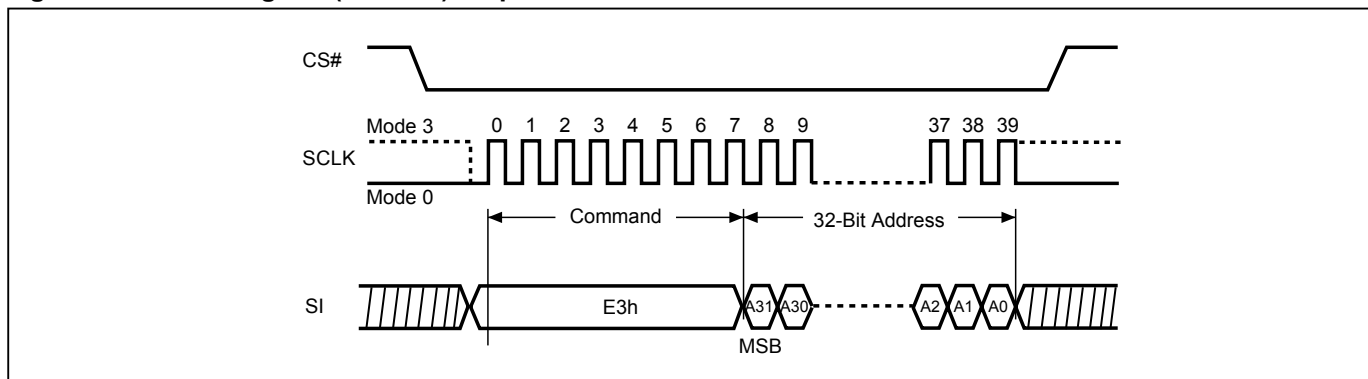 CS#
Mode 3
0 1 2 3 4 5 6 7 8 9 37 38 39
SCLK
Mode 0
Command 32-Bit Address
SI E3h A31 A30 A2 A1 A0
MSB